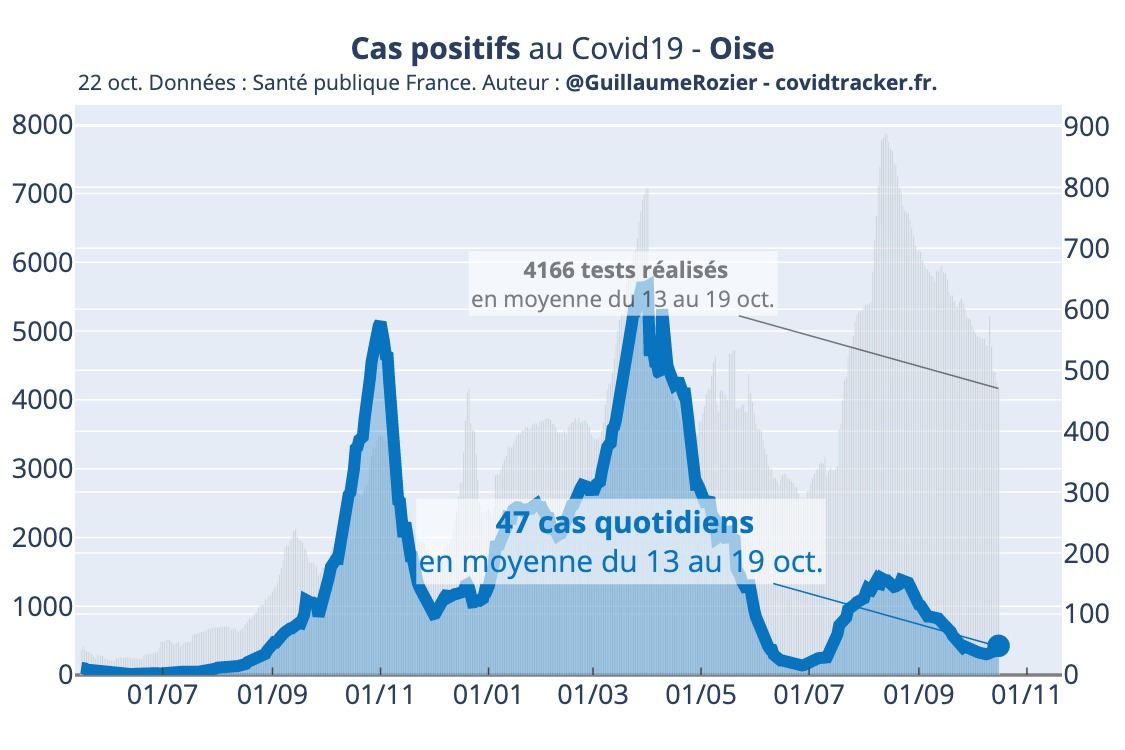 Cas positifs au Covid19 - Oise
22 oct. Données : Santé publique France. Auteur : @GuillaumeRozier - covidtracker.fr.
8000
7000
6000
5000
4000
3000
2000
1000
0
900
800
700
600
500
400
300
200
100
0
4166 tests réalisés
en moyenne du 13 au 19 oct.
47 cas quotidiens
en moyenne du 13 au 19 oct.
01/07 01/09 01/11 01/01 01/03 01/05 01/07 01/09 01/11